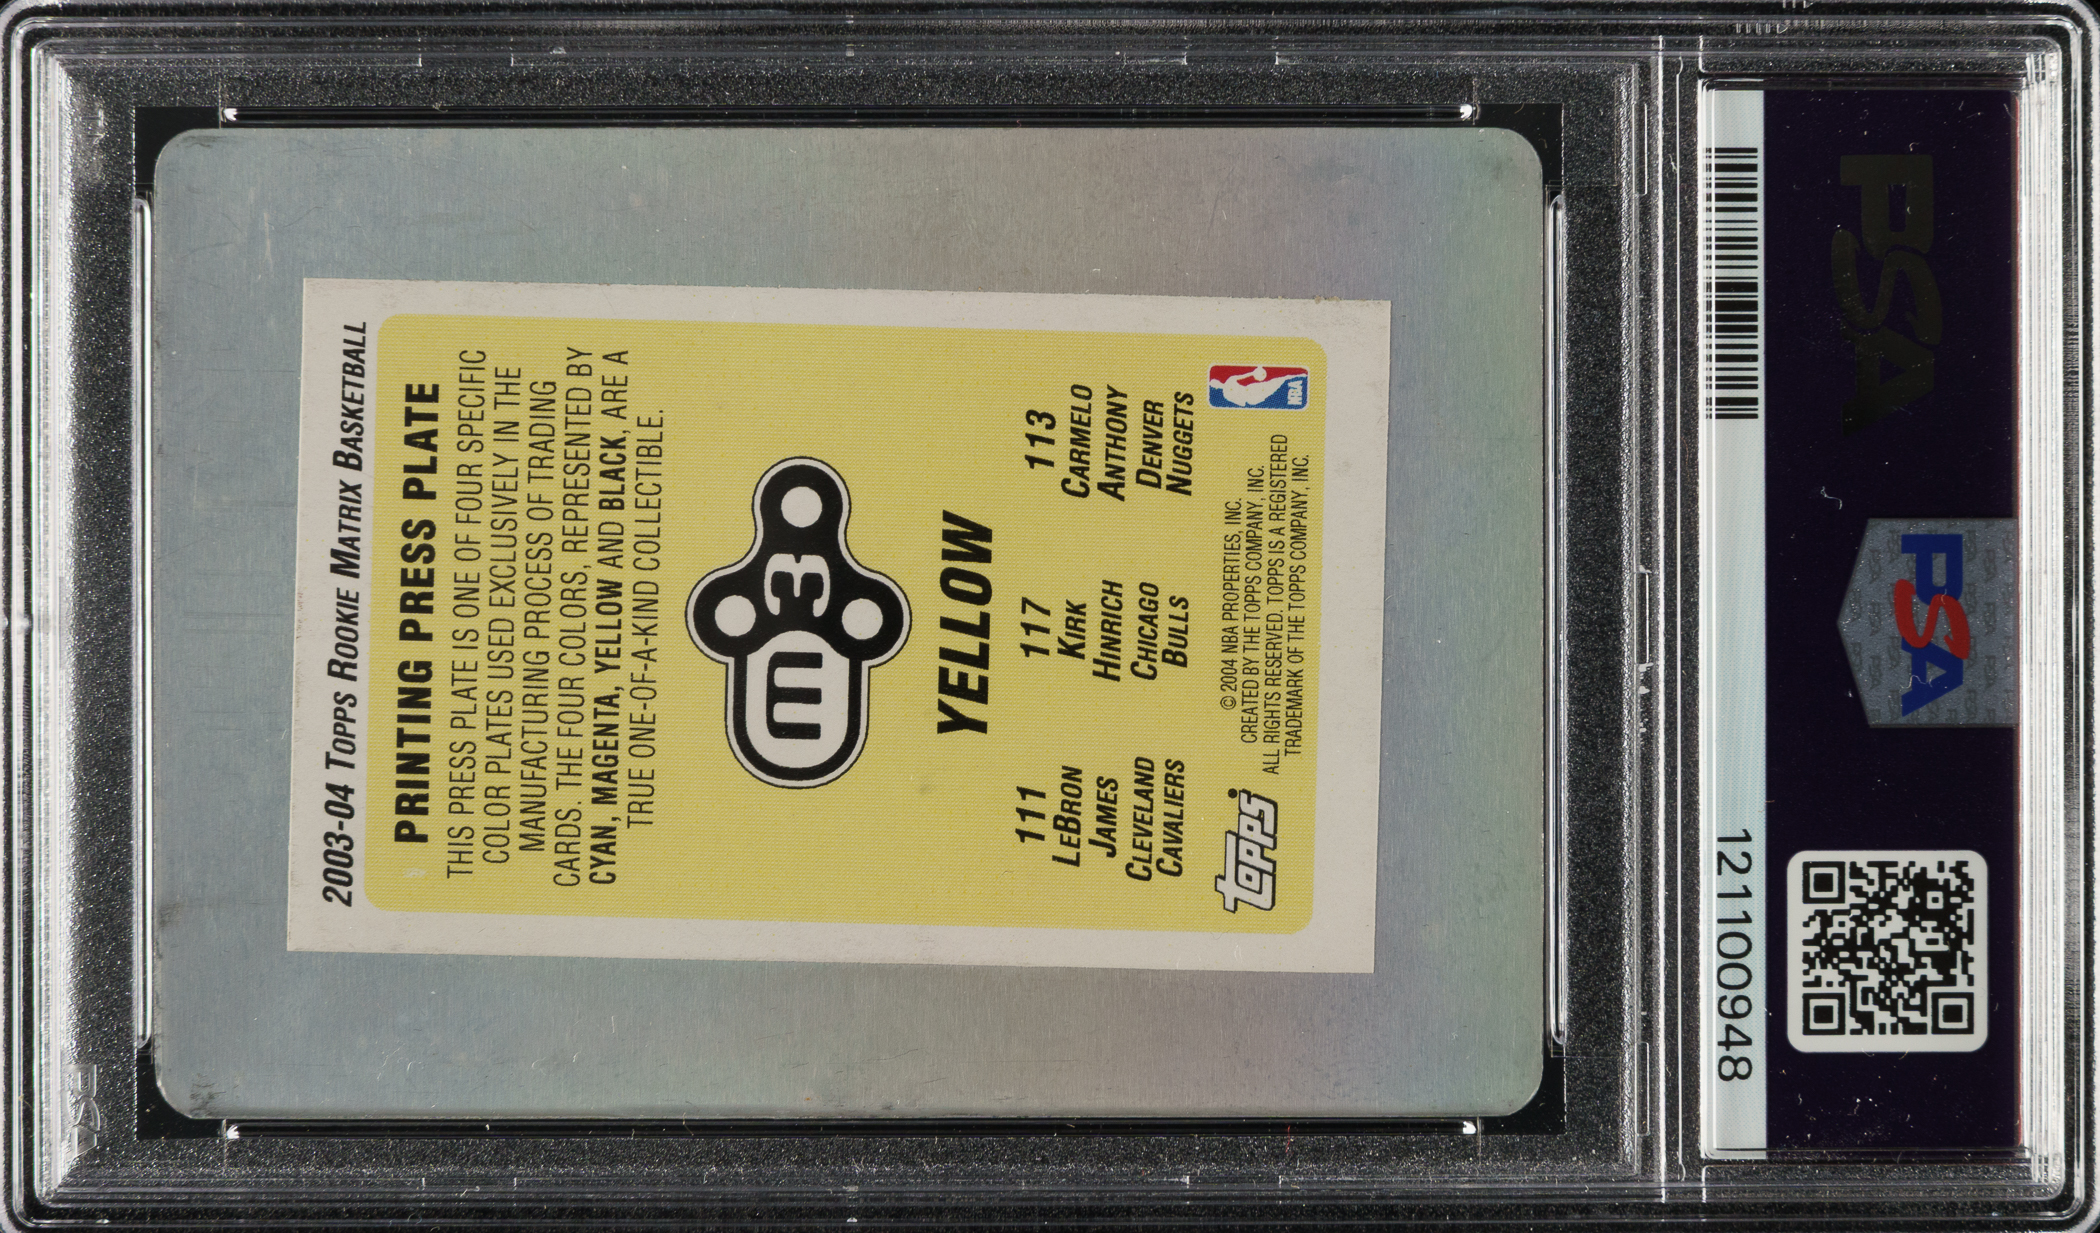 2003-04 TOPPS ROOKIE MATRIX BASKETBALL
PRINTING PRESS PLATE
THIS PRESS PLATE IS ONE OF FOUR SPECIFIC
COLOR PLATES USED EXCLUSIVELY IN THE
MANUFACTURING PROCESS OF TRADING
CARDS. THE FOUR COLORS, REPRESENTED BY
CYAN, MAGENTA, YELLOW AND BLACK, ARE A
TRUE ONE-OF-A-KIND COLLECTIBLE.
m3
YELLOW
111
LEBRON
JAMES
CLEVELAND
CAVALIERS
117
KIRK
HINRICH
CHICAGO
BULLS
113
CARMELO
ANTHONY
DENVER
NUGGETS
TOPPS
© 2004 NBA PROPERTIES, INC.
CREATED BY THE TOPPS COMPANY, INC.
ALL RIGHTS RESERVED. TOPPS IS A REGISTERED
TRADEMARK OF THE TOPPS COMPANY, INC.
NBA
121100948
PSA
PSA